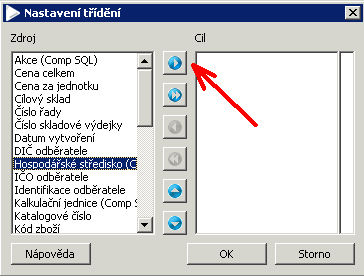 Nastavení třídění
Zdroj
Cíl
Akce (Comp SQL)
Cena celkem
Cena za jednotku
Cílový sklad
Číslo řady
Číslo skladové výdejky
Datum vytvoření
DIČ odběratele
Hospodářské středisko (C
IČO odběratele
Identifikace odběratele
Kalkulační jednice (Comp S
Katalogové číslo
Kód zboží
Nápověda
OK
Storno